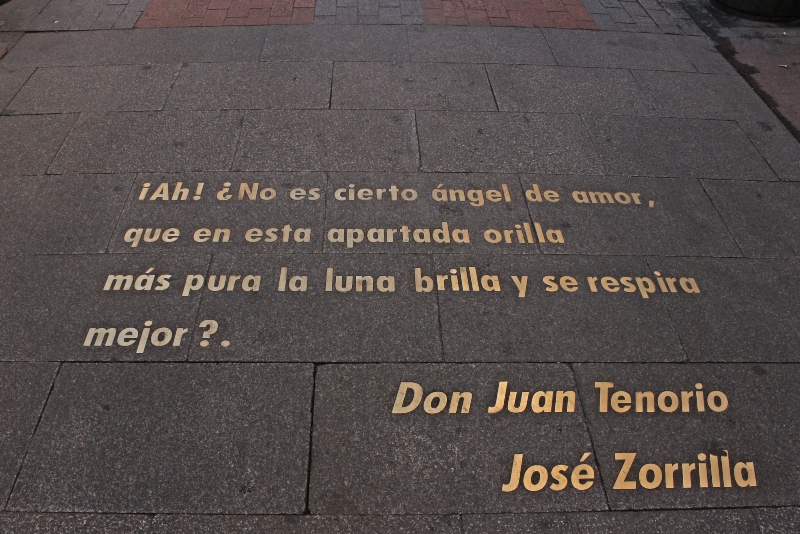 ¡Ah! ¿No es cierto ángel de amor,
que en esta apartada orilla
más pura la luna brilla y se respira
mejor ?.
Don Juan Tenorio
José Zorrilla